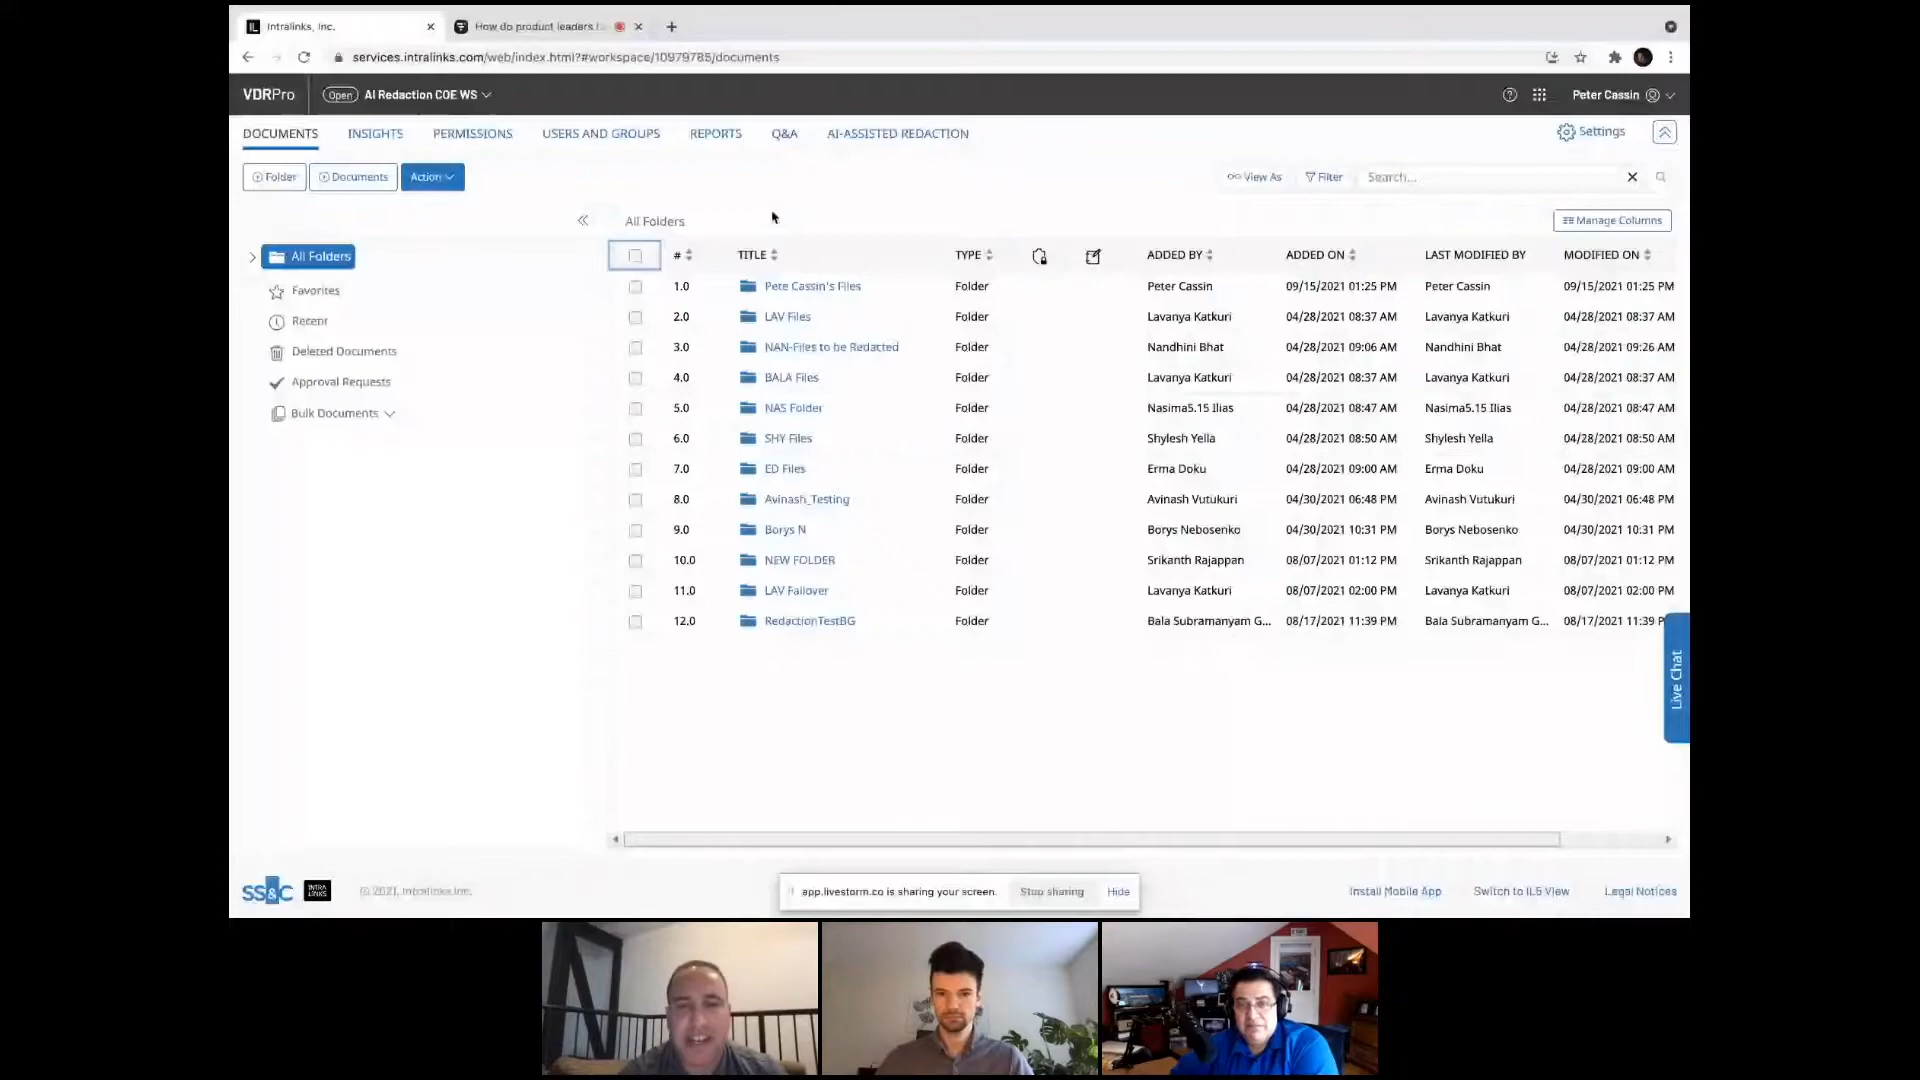 Intralinks, Inc.
How do product leaders
services.intralinks.com/web/index.html?#workspace/10979785/documents
VDRPro Open AI Redaction COE WS Peter Cassin
DOCUMENTS INSIGHTS PERMISSIONS USERS AND GROUPS REPORTS Q&A AI-ASSISTED REDACTION Settings
Folder Documents Action View As Filter Search...
All Folders Manage Columns
All Folders
Favorites
Recent
Deleted Documents
Approval Requests
Bulk Documents
# TITLE TYPE ADDED BY ADDED ON LAST MODIFIED BY MODIFIED ON
1.0 Pete Cassin's Files Folder Peter Cassin 09/15/2021 01:25 PM Peter Cassin 09/15/2021 01:25 PM
2.0 LAV Files Folder Lavanya Katkuri 04/28/2021 08:37 AM Lavanya Katkuri 04/28/2021 08:37 AM
3.0 NAN-Files to be Redacted Folder Nandhini Bhat 04/28/2021 09:06 AM Nandhini Bhat 04/28/2021 09:26 AM
4.0 BALA Files Folder Lavanya Katkuri 04/28/2021 08:37 AM Lavanya Katkuri 04/28/2021 08:37 AM
5.0 NAS Folder Folder Nasima5.15 Ilias 04/28/2021 08:47 AM Nasima5.15 Ilias 04/28/2021 08:47 AM
6.0 SHY Files Folder Shylesh Yella 04/28/2021 08:50 AM Shylesh Yella 04/28/2021 08:50 AM
7.0 ED Files Folder Erma Doku 04/28/2021 09:00 AM Erma Doku 04/28/2021 09:00 AM
8.0 Avinash_Testing Folder Avinash Vutukuri 04/30/2021 06:48 PM Avinash Vutukuri 04/30/2021 06:48 PM
9.0 Borys N Folder Borys Nebosenko 04/30/2021 10:31 PM Borys Nebosenko 04/30/2021 10:31 PM
10.0 NEW FOLDER Folder Srikanth Rajappan 08/07/2021 01:12 PM Srikanth Rajappan 08/07/2021 01:12 PM
11.0 LAV Failover Folder Lavanya Katkuri 08/07/2021 02:00 PM Lavanya Katkuri 08/07/2021 02:00 PM
12.0 RedactionTestBG Folder Bala Subramanyam G... 08/17/2021 11:39 PM Bala Subramanyam G... 08/17/2021 11:39 P
Live Chat
SS&C INTRA LINKS © 2021, Intralinks Inc. app.livestorm.co is sharing your screen. Stop sharing Hide Install Mobile App Switch to IL5 View Legal Notices